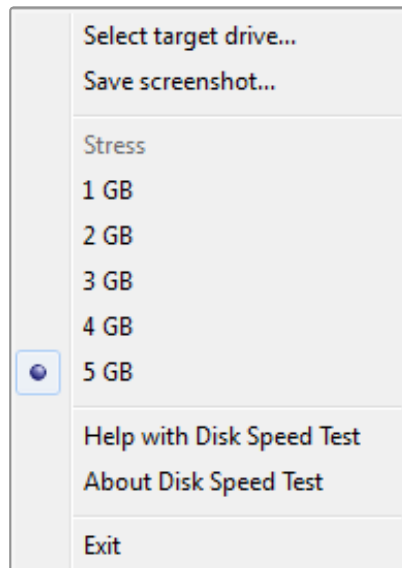 Select target drive...
Save screenshot...
Stress
1 GB
2 GB
3 GB
4 GB
5 GB
Help with Disk Speed Test
About Disk Speed Test
Exit